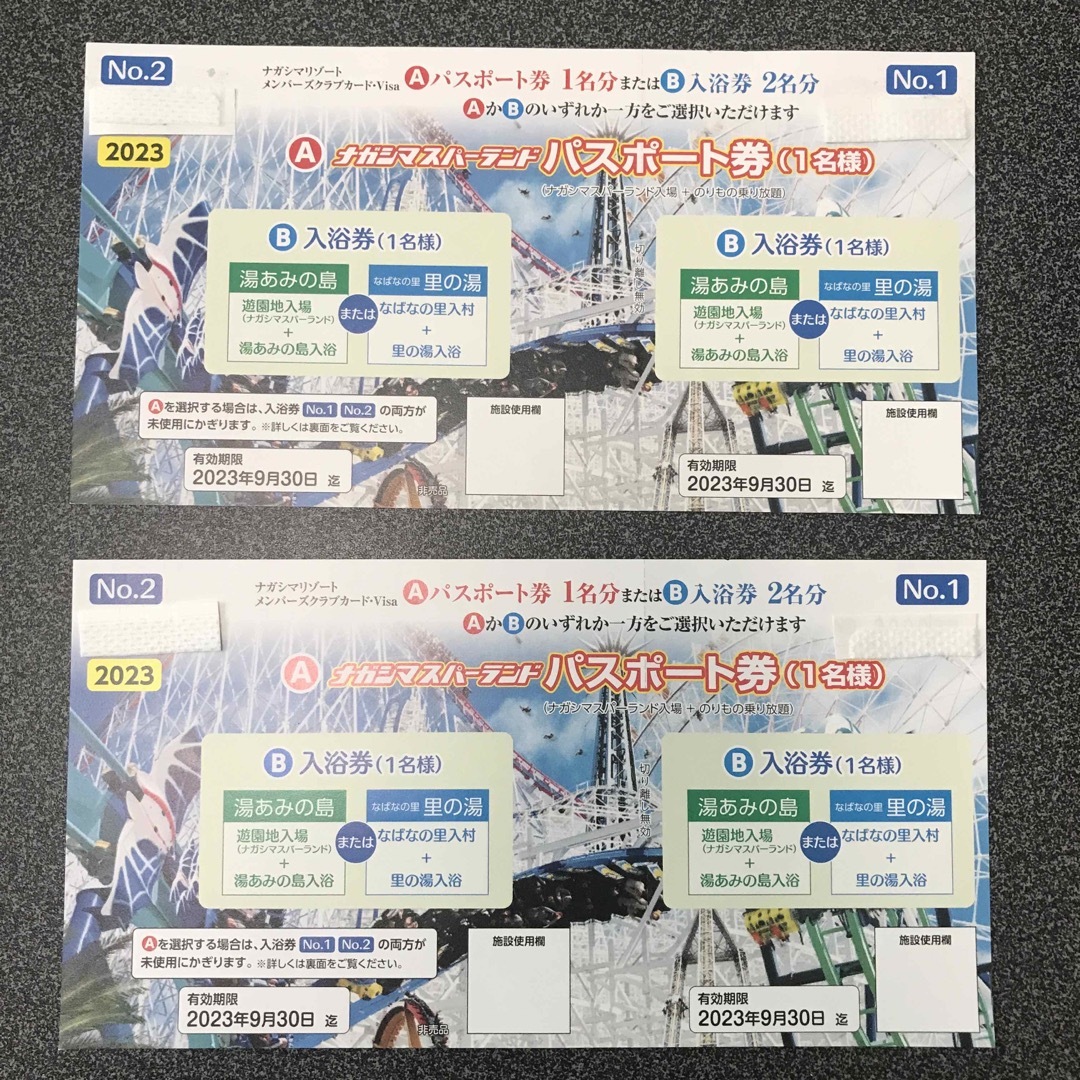 No.2
ナガシマリゾート
メンバーズクラブカード・Visa
Aパスポート券 1名分またはB入浴券 2名分
AかBのいずれか一方をご選択いただけます
No.1
2023
A ナガシマスパーランド パスポート券(1名様)
(ナガシマスパーランド入場 + のりもの乗り放題)
B 入浴券(1名様)
湯あみの島
遊園地入場
(ナガシマスパーランド)
+
湯あみの島入浴
または
なばなの里 里の湯
なばなの里入村
+
里の湯入浴
切り離し無効
B 入浴券(1名様)
湯あみの島
遊園地入場
(ナガシマスパーランド)
+
湯あみの島入浴
または
なばなの里 里の湯
なばなの里入村
+
里の湯入浴
Aを選択する場合は、入浴券 No.1 No.2 の両方が
未使用にかぎります。※詳しくは裏面をご覧ください。
有効期限
2023年9月30日 迄
非売品
施設使用欄
有効期限
2023年9月30日 迄
施設使用欄
No.2
ナガシマリゾート
メンバーズクラブカード・Visa
Aパスポート券 1名分またはB入浴券 2名分
AかBのいずれか一方をご選択いただけます
No.1
2023
A ナガシマスパーランド パスポート券(1名様)
(ナガシマスパーランド入場 + のりもの乗り放題)
B 入浴券(1名様)
湯あみの島
遊園地入場
(ナガシマスパーランド)
+
湯あみの島入浴
または
なばなの里 里の湯
なばなの里入村
+
里の湯入浴
切り離し無効
B 入浴券(1名様)
湯あみの島
遊園地入場
(ナガシマスパーランド)
+
湯あみの島入浴
または
なばなの里 里の湯
なばなの里入村
+
里の湯入浴
Aを選択する場合は、入浴券 No.1 No.2 の両方が
未使用にかぎります。※詳しくは裏面をご覧ください。
有効期限
2023年9月30日 迄
非売品
施設使用欄
有効期限
2023年9月30日 迄
施設使用欄